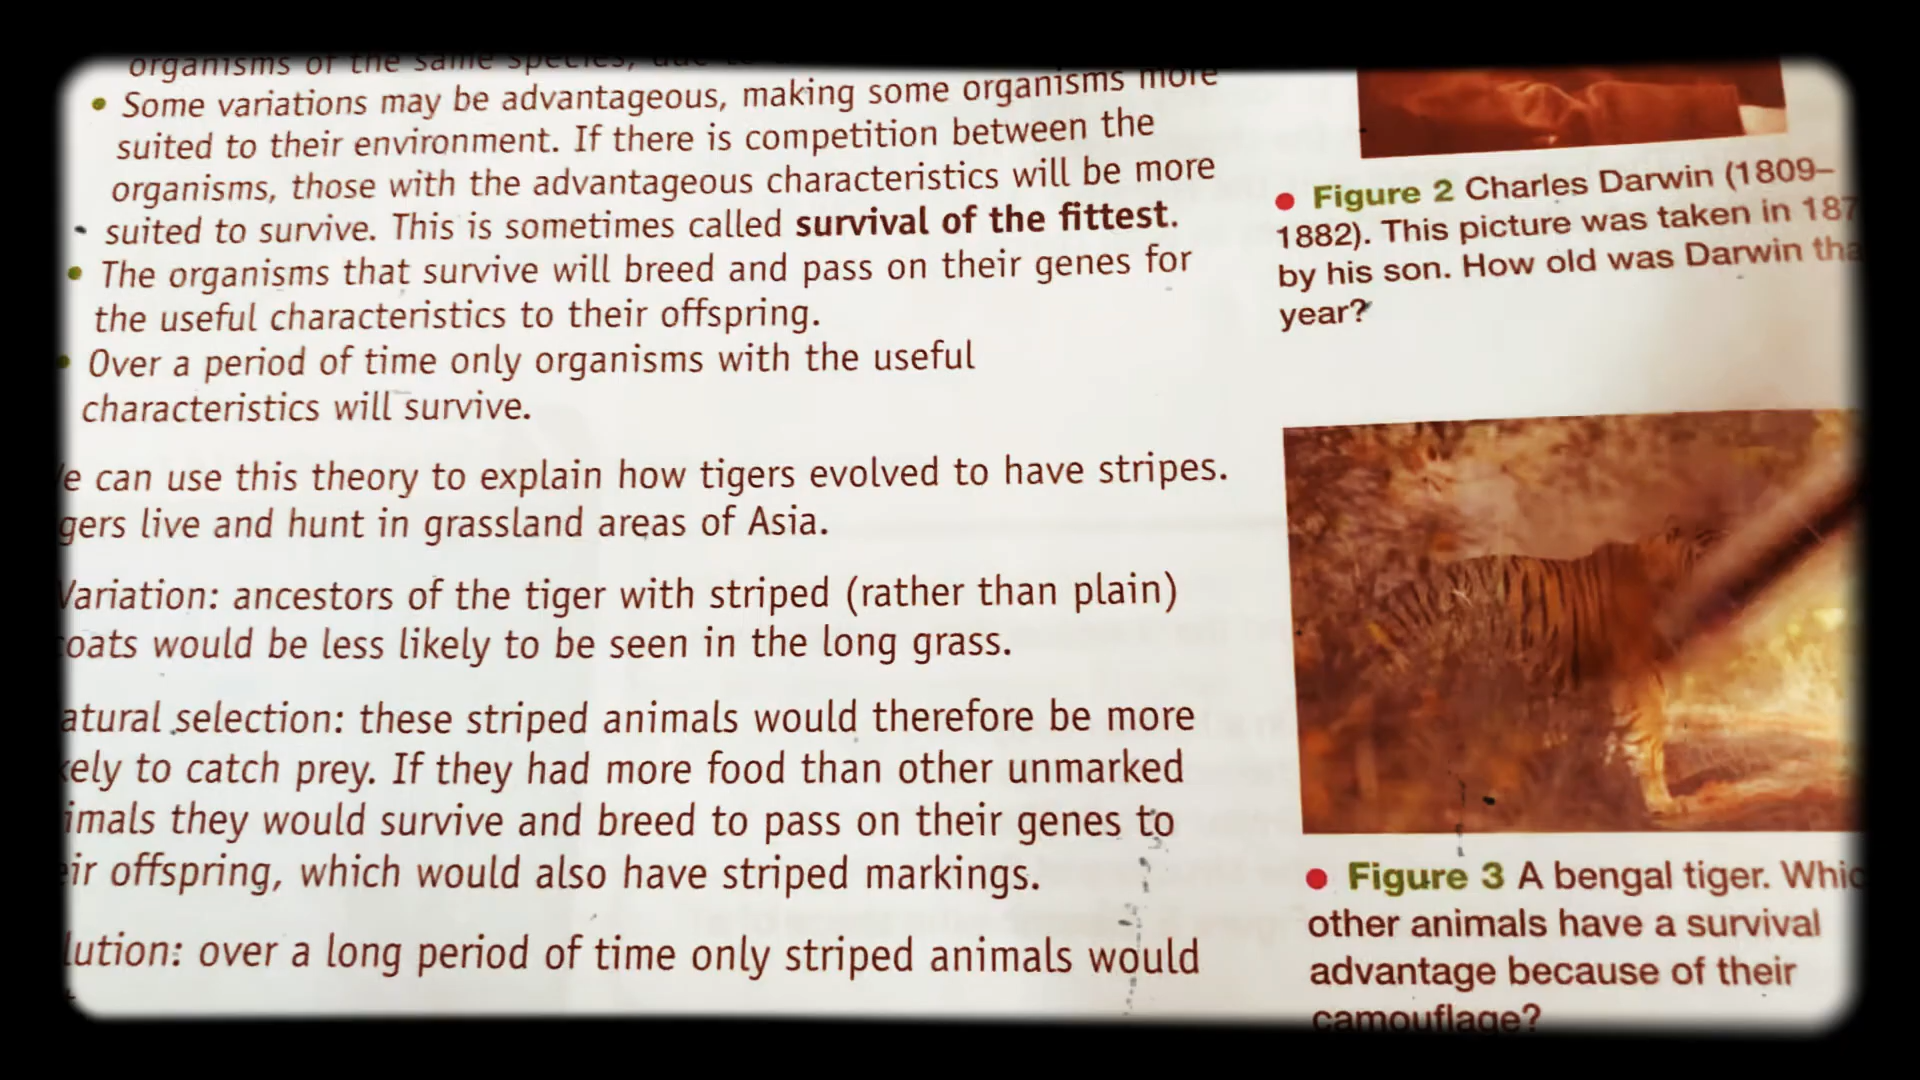 organisms of the same species,
• Some variations may be advantageous, making some organisms more
suited to their environment. If there is competition between the
organisms, those with the advantageous characteristics will be more
suited to survive. This is sometimes called survival of the fittest.
• The organisms that survive will breed and pass on their genes for
the useful characteristics to their offspring.
• Over a period of time only organisms with the useful
characteristics will survive.
e can use this theory to explain how tigers evolved to have stripes.
gers live and hunt in grassland areas of Asia.
Variation: ancestors of the tiger with striped (rather than plain)
oats would be less likely to be seen in the long grass.
atural selection: these striped animals would therefore be more
kely to catch prey. If they had more food than other unmarked
imals they would survive and breed to pass on their genes to
eir offspring, which would also have striped markings.
lution: over a long period of time only striped animals would
● Figure 2 Charles Darwin (1809–
1882). This picture was taken in 187
by his son. How old was Darwin tha
year?
● Figure 3 A bengal tiger. Whic
other animals have a survival
advantage because of their
camouflage?